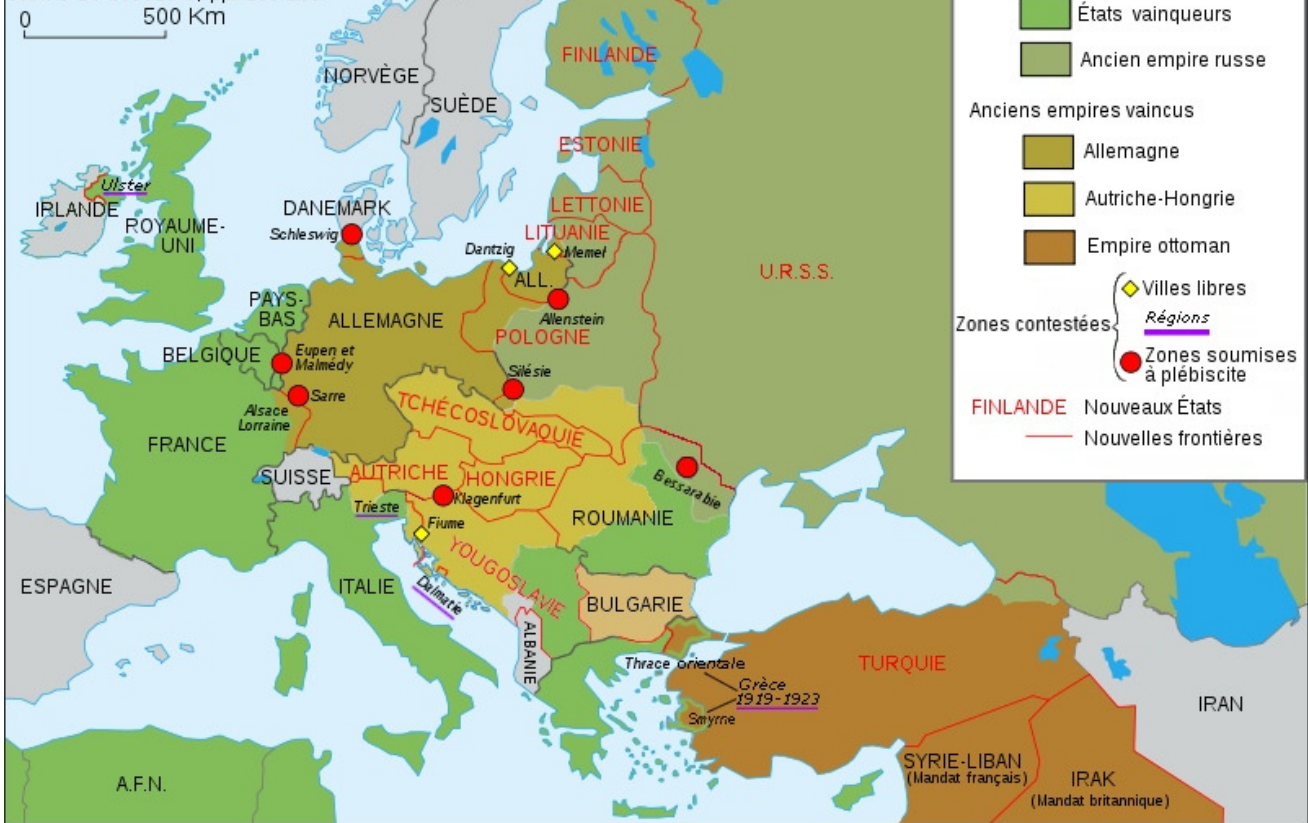 0
500 Km
États vainqueurs
Ancien empire russe
Anciens empires vaincus
Allemagne
Autriche-Hongrie
Empire ottoman
Villes libres
Zones contestées
Régions
Zones soumises
à plébiscite
FINLANDE Nouveaux États
Nouvelles frontières
NORVÈGE
SUÈDE
FINLANDE
ESTONIE
LETTONIE
LITUANIE
Memel
Ulster
IRLANDE
ROYAUME-
UNI
DANEMARK
Schleswig
Dantzig
ALL.
Allenstein
U.R.S.S.
PAYS-
BAS
ALLEMAGNE
POLOGNE
BELGIQUE
Eupen et
Malmédy
Silésie
Sarre
Alsace
Lorraine
TCHÉCOSLOVAQUIE
FRANCE
SUISSE
AUTRICHE
HONGRIE
Klagenfurt
Bessarabie
Trieste
Fiume
ROUMANIE
YOUGOSLAVIE
ESPAGNE
ITALIE
Dalmatie
BULGARIE
ALBANIE
Thrace orientale
Grèce
1919-1923
Smyrne
TURQUIE
IRAN
A.F.N.
SYRIE-LIBAN
(Mandat français)
IRAK
(Mandat britannique)